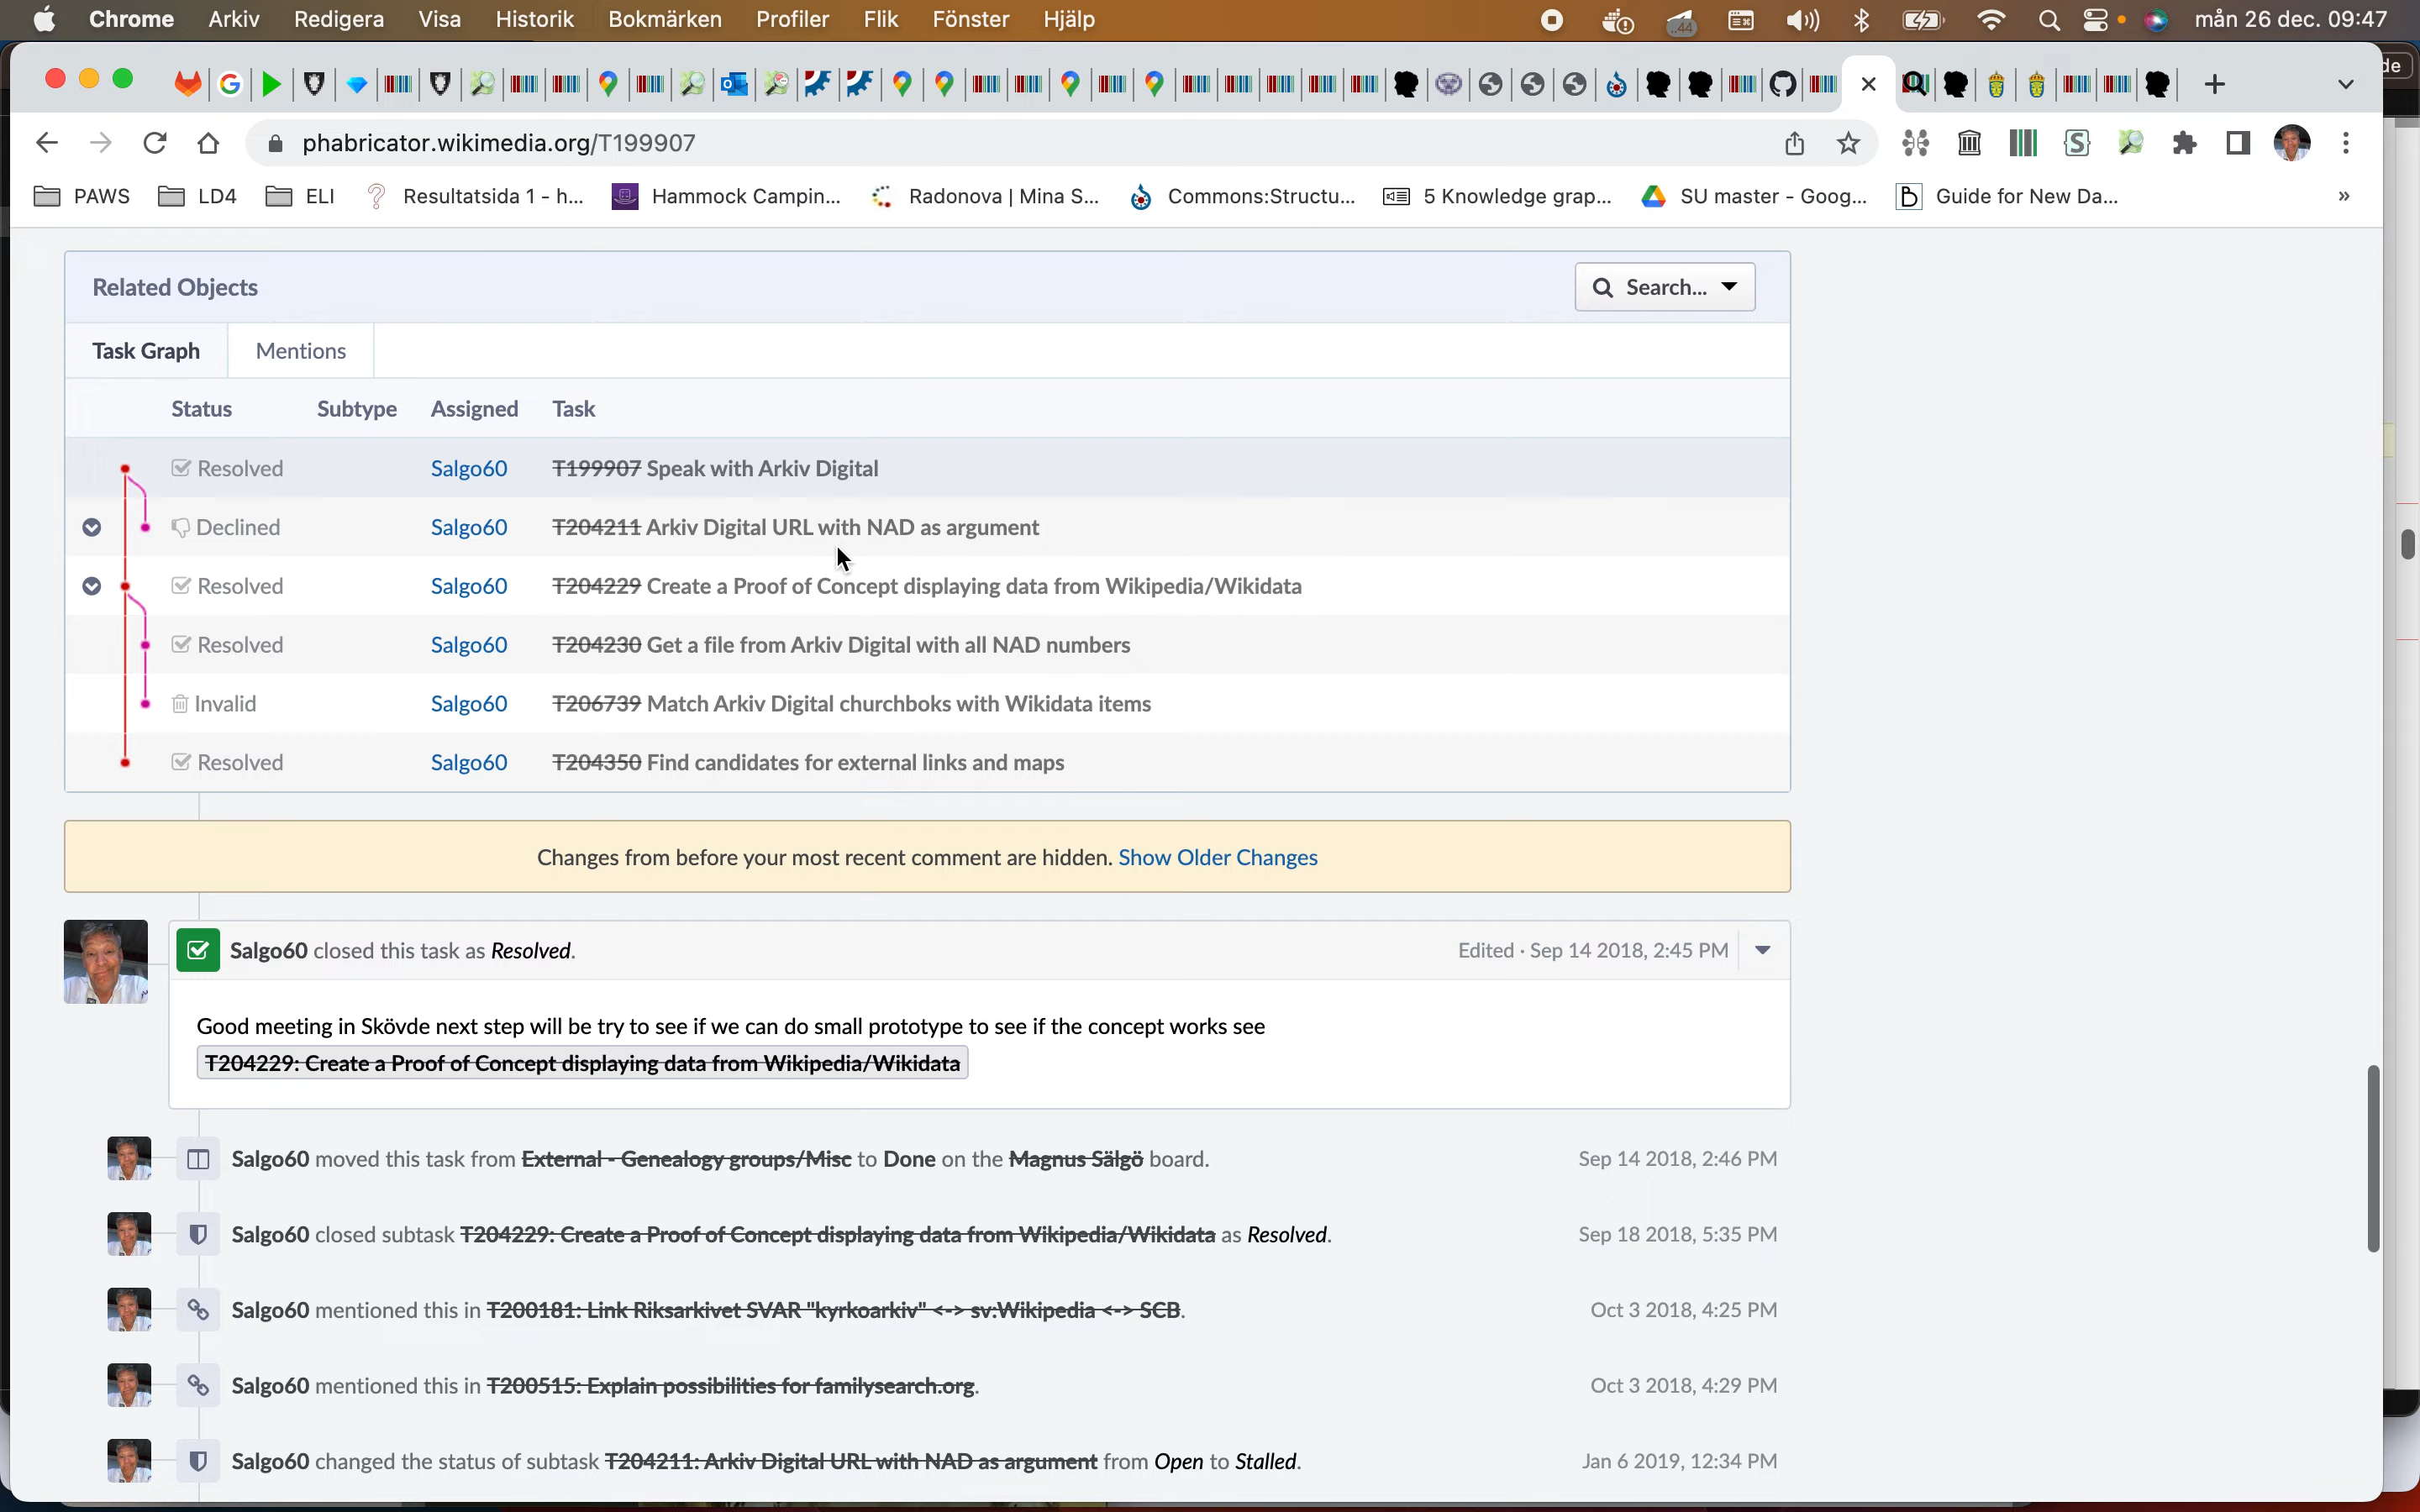 Chrome Arkiv Redigera Visa Historik Bokmärken Profiler Flik Fönster Hjälp mån 26 dec. 09:47
phabricator.wikimedia.org/T199907
PAWS LD4 ELI Resultatsida 1 - h... Hammock Campin... Radonova | Mina S... Commons:Structu... 5 Knowledge grap... SU master - Goog... Guide for New Da... »
Related Objects Search...
Task Graph Mentions
Status Subtype Assigned Task
Resolved Salgo60 T199907 Speak with Arkiv Digital
Declined Salgo60 T204211 Arkiv Digital URL with NAD as argument
Resolved Salgo60 T204229 Create a Proof of Concept displaying data from Wikipedia/Wikidata
Resolved Salgo60 T204230 Get a file from Arkiv Digital with all NAD numbers
Invalid Salgo60 T206739 Match Arkiv Digital churchboks with Wikidata items
Resolved Salgo60 T204350 Find candidates for external links and maps
Changes from before your most recent comment are hidden. Show Older Changes
Salgo60 closed this task as Resolved. Edited · Sep 14 2018, 2:45 PM
Good meeting in Skövde next step will be try to see if we can do small prototype to see if the concept works see
T204229: Create a Proof of Concept displaying data from Wikipedia/Wikidata
Salgo60 moved this task from External - Genealogy groups/Misc to Done on the Magnus Sälgö board. Sep 14 2018, 2:46 PM
Salgo60 closed subtask T204229: Create a Proof of Concept displaying data from Wikipedia/Wikidata as Resolved. Sep 18 2018, 5:35 PM
Salgo60 mentioned this in T200181: Link Riksarkivet SVAR "kyrkoarkiv" <-> sv:Wikipedia <-> SCB. Oct 3 2018, 4:25 PM
Salgo60 mentioned this in T200515: Explain possibilities for familysearch.org. Oct 3 2018, 4:29 PM
Salgo60 changed the status of subtask T204211: Arkiv Digital URL with NAD as argument from Open to Stalled. Jan 6 2019, 12:34 PM